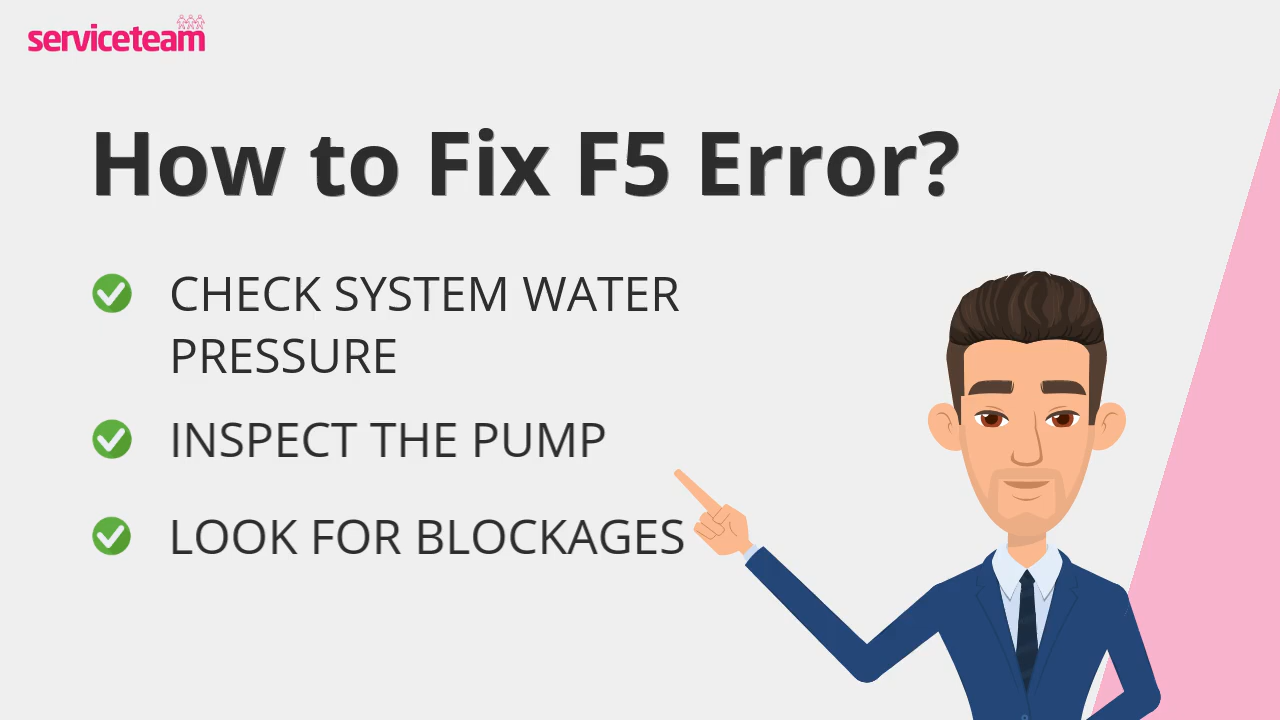 serviceteam
How to Fix F5 Error?
CHECK SYSTEM WATER
PRESSURE
INSPECT THE PUMP
LOOK FOR BLOCKAGES